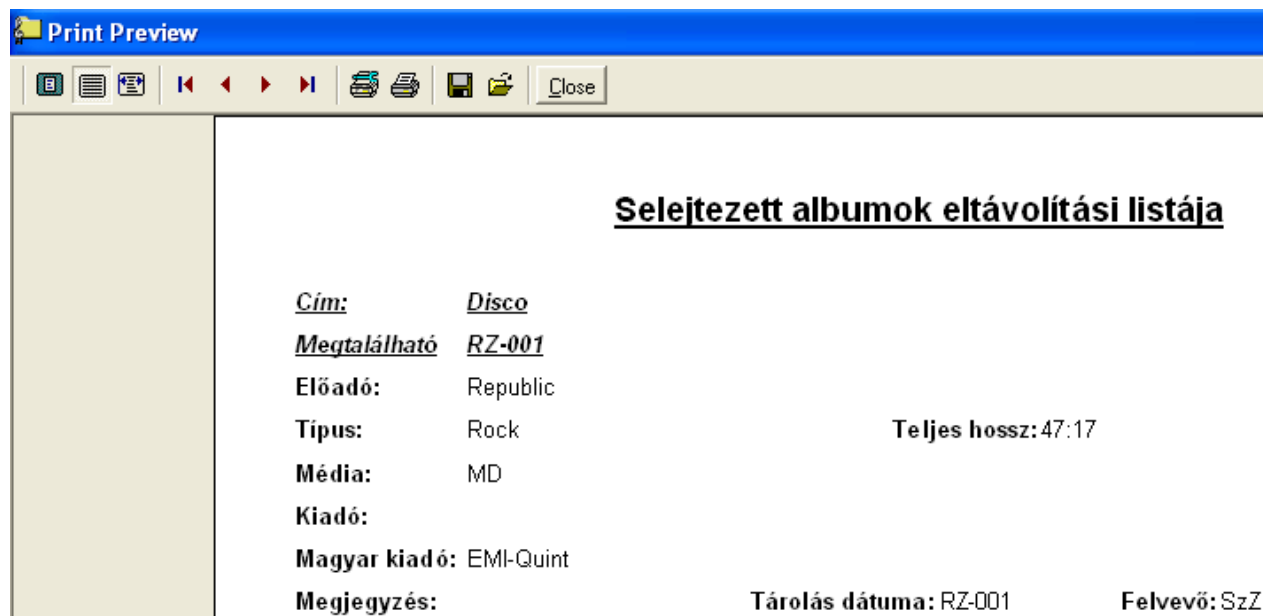 Print Preview
Close
Selejtezett albumok eltávolítási listája
Cím: Disco
Megtalálható RZ-001
Előadó: Republic
Típus: Rock Teljes hossz: 47:17
Média: MD
Kiadó:
Magyar kiadó: EMI-Quint
Megjegyzés: Tárolás dátuma: RZ-001 Felvevő: SzZ